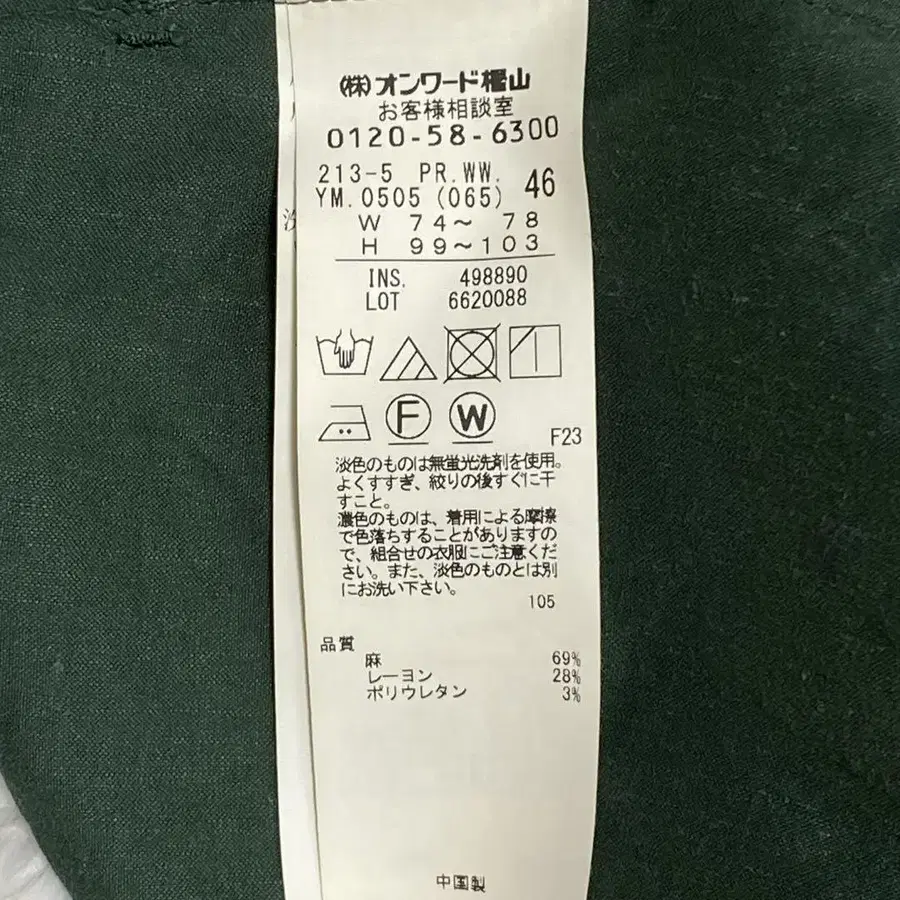 (株)オンワード樫山
お客様相談室
0120-58-6300
213-5 PR.WW.
YM.0505 (065) 46
W 74～ 78
H 99～103
INS. 498890
LOT 6620088
F W
F23
淡色のものは無蛍光洗剤を使用。
よくすすぎ、絞りの後すぐに干
すこと。
濃色のものは、着用による摩擦
で色落ちすることがありますの
で、組合せの衣服にご注意くだ
さい。また、淡色のものとは別
にお洗い下さい。
105
品質
麻 69%
レーヨン 28%
ポリウレタン 3%
中国製